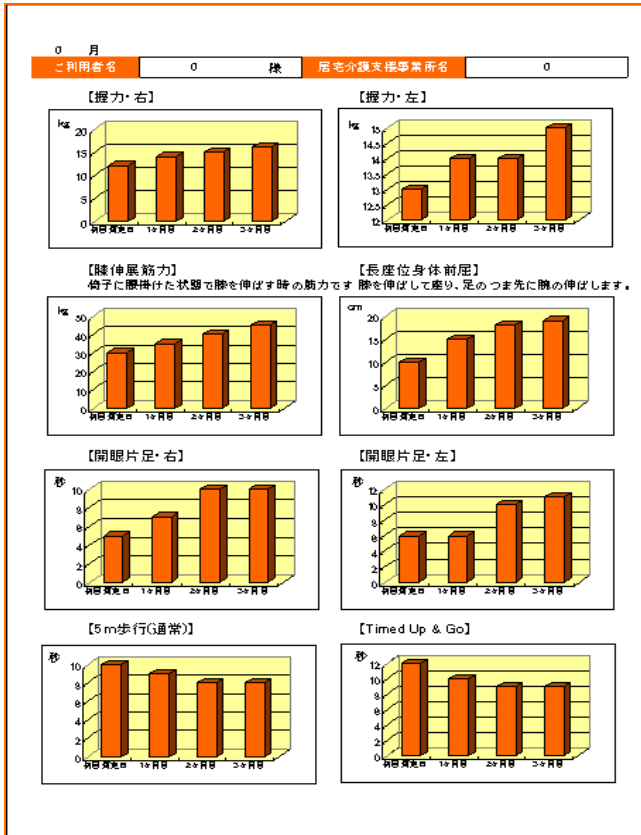 0 月
ご利用者名 0 様 居宅介護支援事業所名 0
【握力・右】 【握力・左】
kg
20
15
10
5
0
初回測定日 1ヶ月目 2ヶ月目 3ヶ月目
kg
15
14.5
14
13.5
13
12.5
12
初回測定日 1ヶ月目 2ヶ月目 3ヶ月目
【膝伸展筋力】 【長座位身体前屈】
椅子に腰掛けた状態で膝を伸ばす時の筋力です 膝を伸ばして座り、足のつま先に腕の伸ばします。
kg
50
40
30
20
10
0
初回測定日 1ヶ月目 2ヶ月目 3ヶ月目
cm
20
15
10
5
0
初回測定日 1ヶ月目 2ヶ月目 3ヶ月目
【開眼片足・右】 【開眼片足・左】
秒
10
8
6
4
2
0
初回測定日 1ヶ月目 2ヶ月目 3ヶ月目
秒
12
10
8
6
4
2
0
初回測定日 1ヶ月目 2ヶ月目 3ヶ月目
【5m歩行(通常)】 【Timed Up & Go】
秒
10
8
6
4
2
0
初回測定日 1ヶ月目 2ヶ月目 3ヶ月目
秒
12
10
8
6
4
2
0
初回測定日 1ヶ月目 2ヶ月目 3ヶ月目